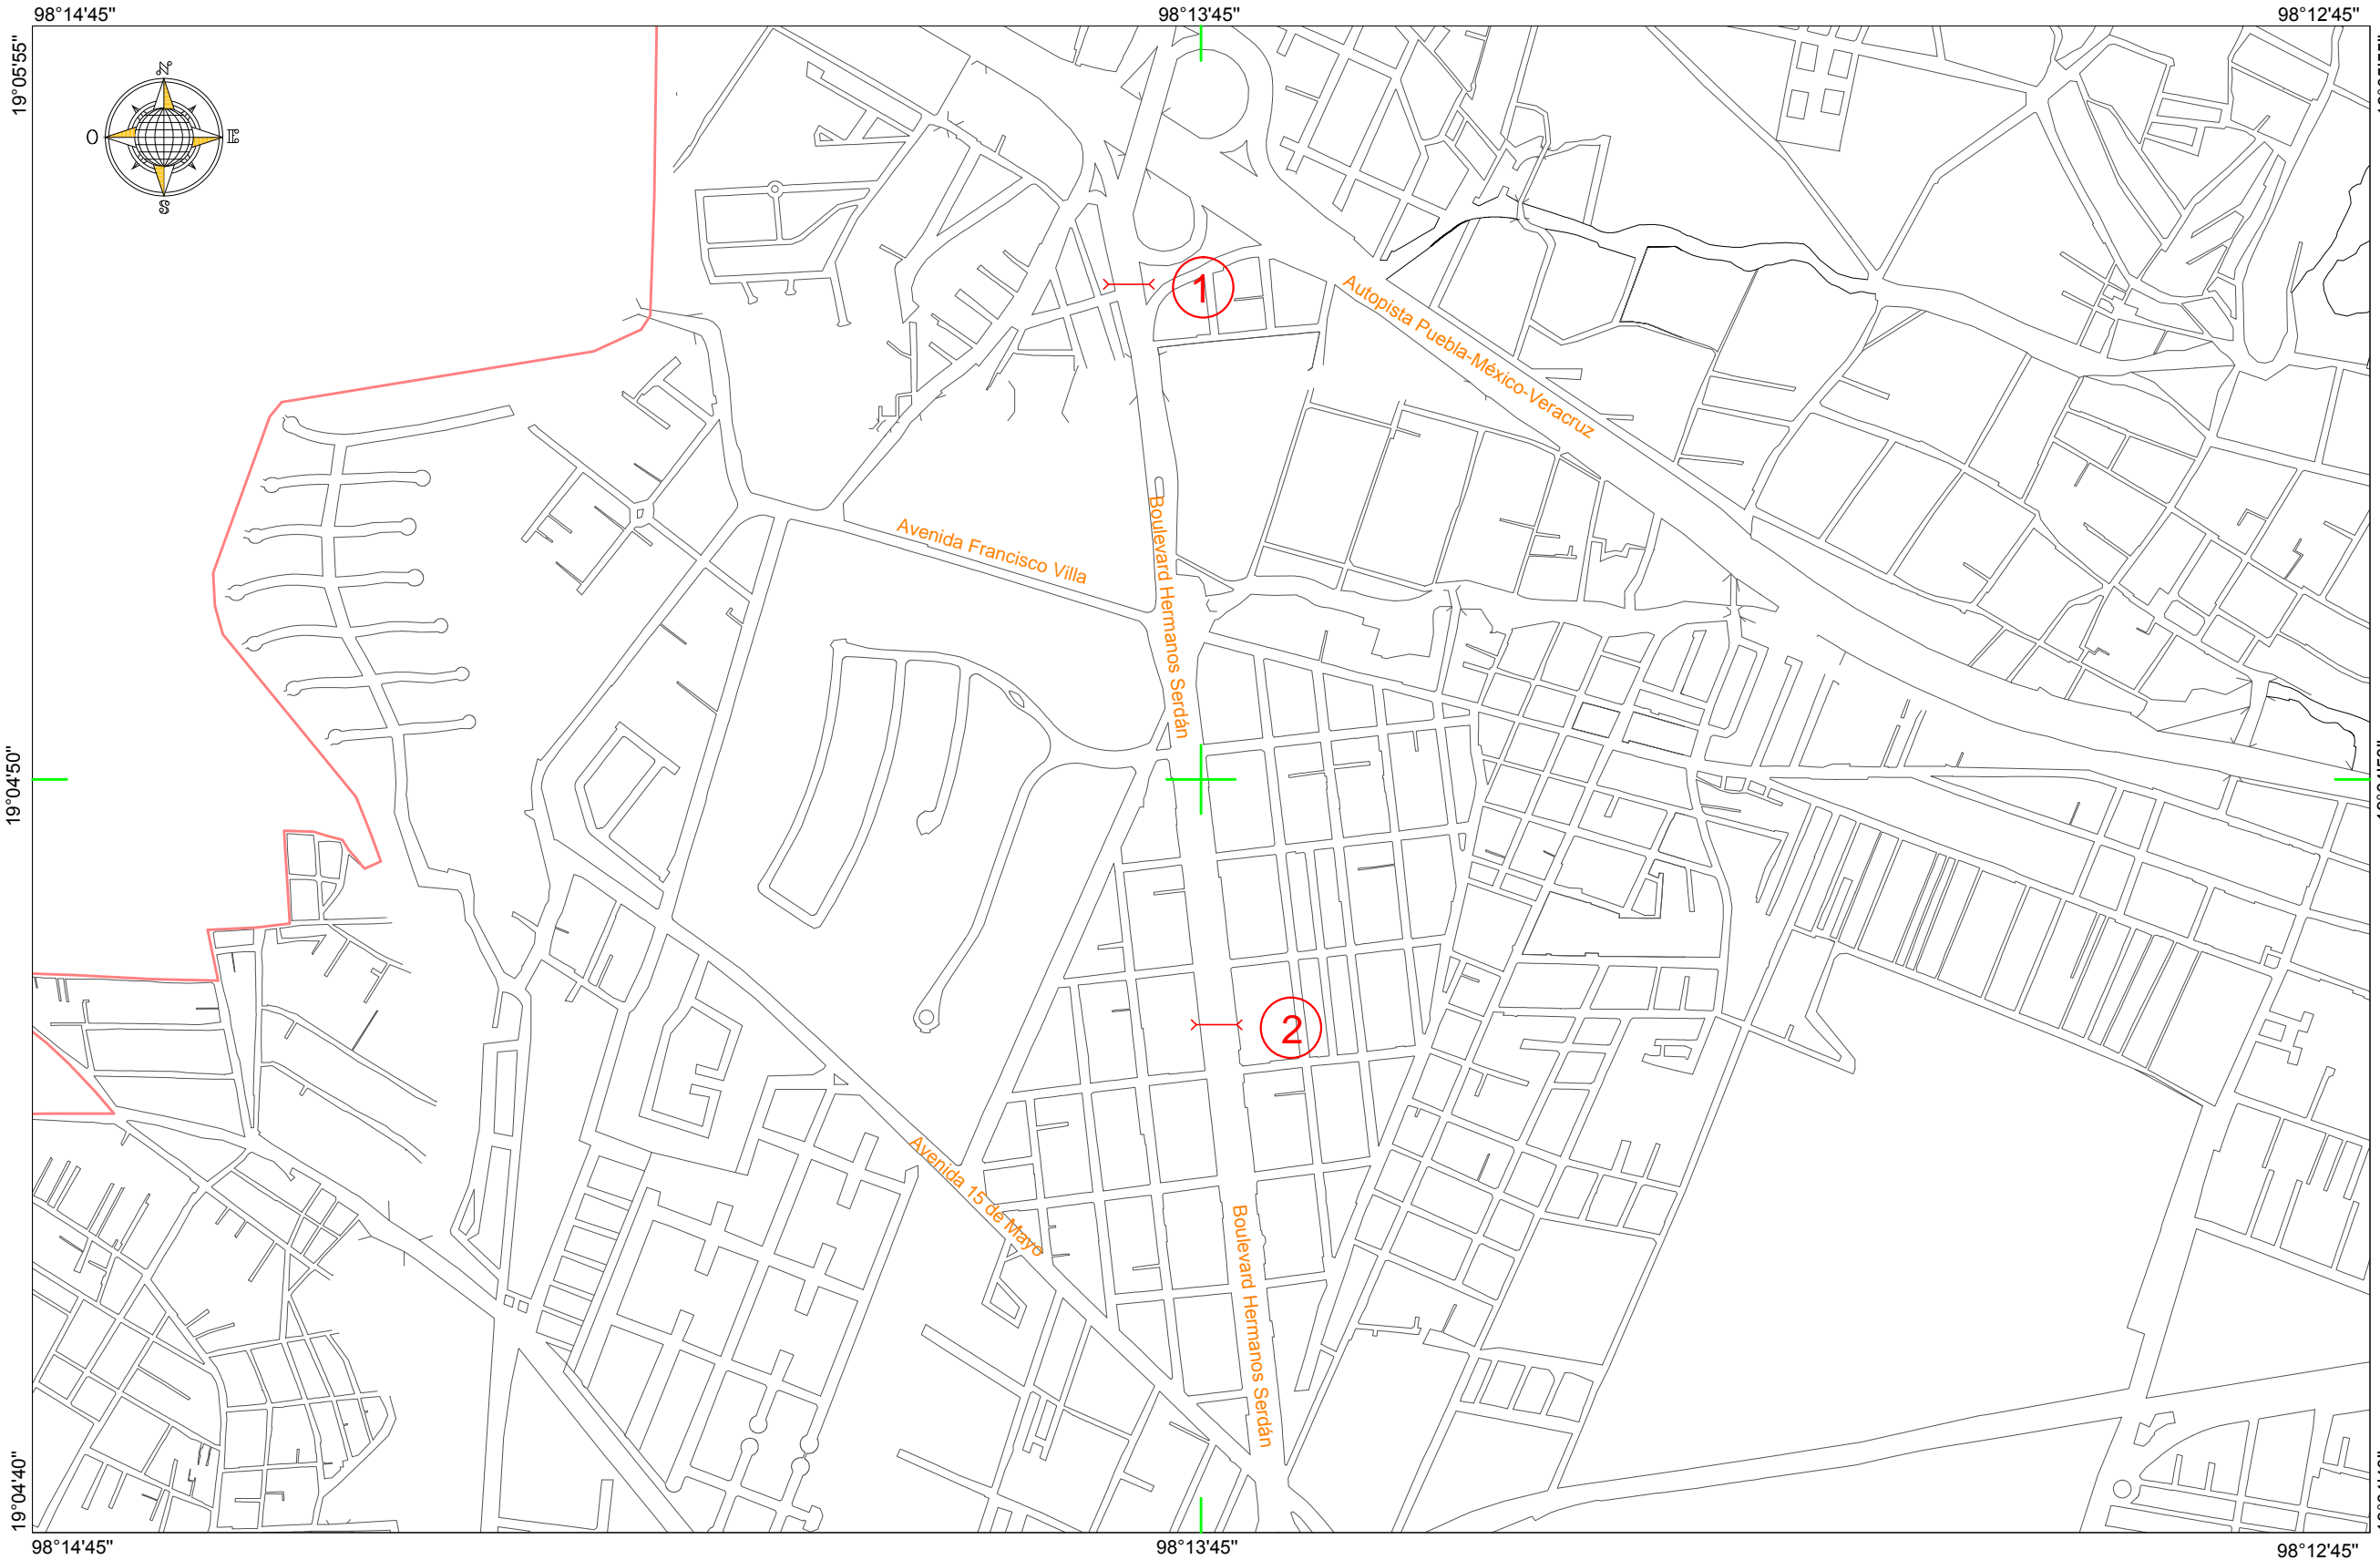 98°14'45" 98°13'45" 98°12'45"
19°05'55"
N
O E
S
1
Autopista Puebla-México-Veracruz
Boulevard Hermanos Serdán
Avenida Francisco Villa
19°04'50"
2
Avenida 15 de Mayo
Boulevard Hermanos Serdán
19°04'40"
98°14'45" 98°13'45" 98°12'45"